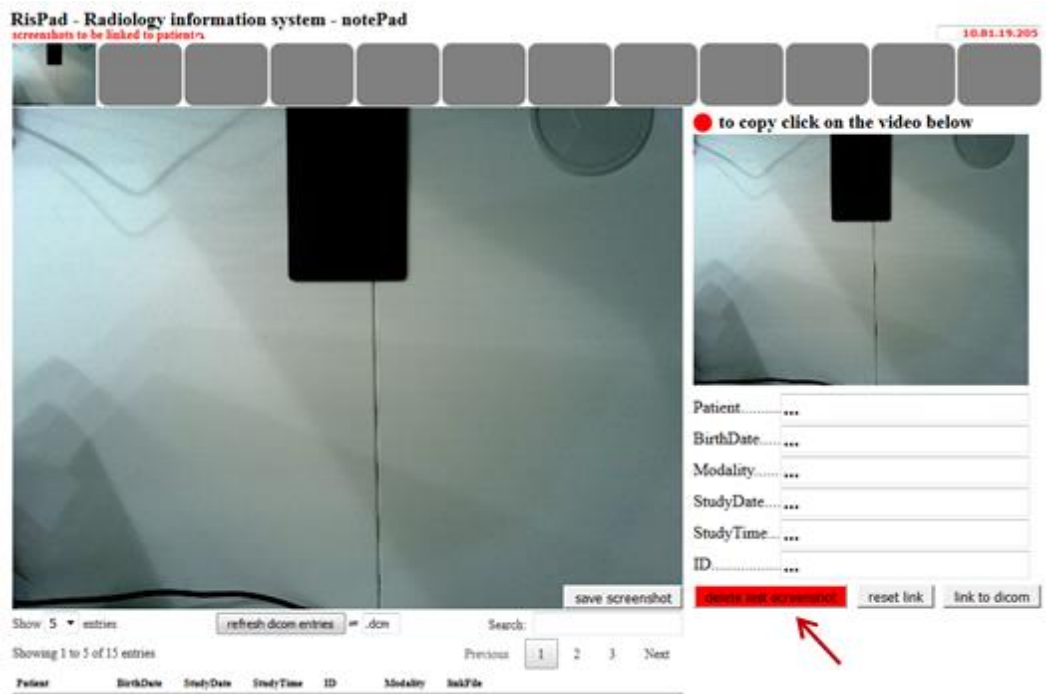 RisPad - Radiology information system - notePad
screenshots to be linked to patient
10.81.19.205
to copy click on the video below
Patient.......... ...
BirthDate..... ...
Modality....... ...
StudyDate.... ...
StudyTime... ...
ID................. ...
save screenshot
delete last screenshot
reset link
link to dicom
Show 5 entries
refresh dicom entries
.dcm
Search:
Showing 1 to 5 of 15 entries
Previous 1 2 3 Next
Patient BirthDate StudyDate StudyTime ID Modality linkFile